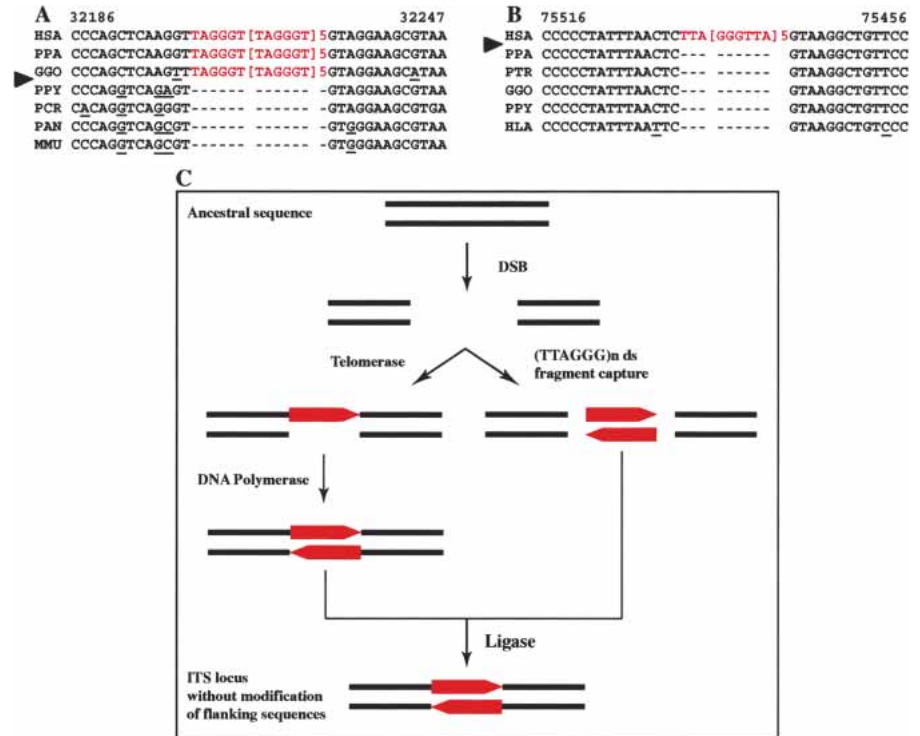 A
32186 32247
HSA CCCAGCTCAAGGTTAGGGT[TAGGGT]5GTAGGAAGCGTAA
PPA CCCAGCTCAAGGTTAGGGT[TAGGGT]5GTAGGAAGCGTAA
GGO CCCAGCTCAAGTTTAGGGT[TAGGGT]5GTAGGAAGCATAA
PPY CCCAGGTCAGAGT------ ------- -GTAGGAAGCGTAA
PCR CACAGGTCAGGGT------ ------- -GTAGGAAGCGTGA
PAN CCCAGGTCAGCGT------ ------- -GTGGGAAGCGTAA
MMU CCCAGGTCAGCGT------ ------- -GTGGGAAGCGTAA
B
75516 75456
HSA CCCCCTATTTAACTCTTA[GGGTTA]5GTAAGGCTGTTCC
PPA CCCCCTATTTAACTC---- ------- -GTAAGGCTGTTCC
PTR CCCCCTATTTAACTC---- ------- -GTAAGGCTGTTCC
GGO CCCCCTATTTAACTC---- ------- -GTAAGGCTGTTCC
PPY CCCCCTATTTAACTC---- ------- -GTAAGGCTGTTCC
HLA CCCCCTATTTAATTC---- ------- -GTAAGGCTGTCCC
C
Ancestral sequence
DSB
Telomerase
(TTAGGG)n ds
fragment capture
DNA Polymerase
Ligase
ITS locus
without modification
of flanking sequences